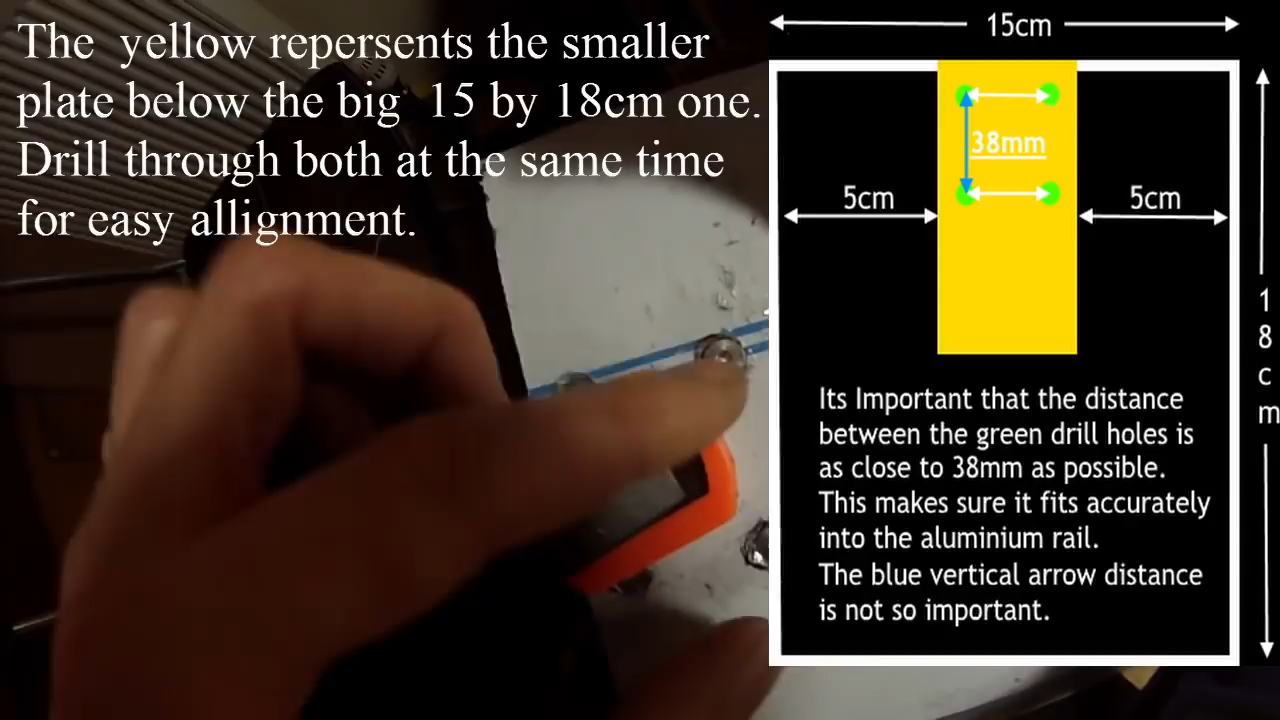 The yellow repersents the smaller
plate below the big 15 by 18cm one.
Drill through both at the same time
for easy allignment.
15cm
38mm
5cm
5cm
18cm
Its Important that the distance
between the green drill holes is
as close to 38mm as possible.
This makes sure it fits accurately
into the aluminium rail.
The blue vertical arrow distance
is not so important.